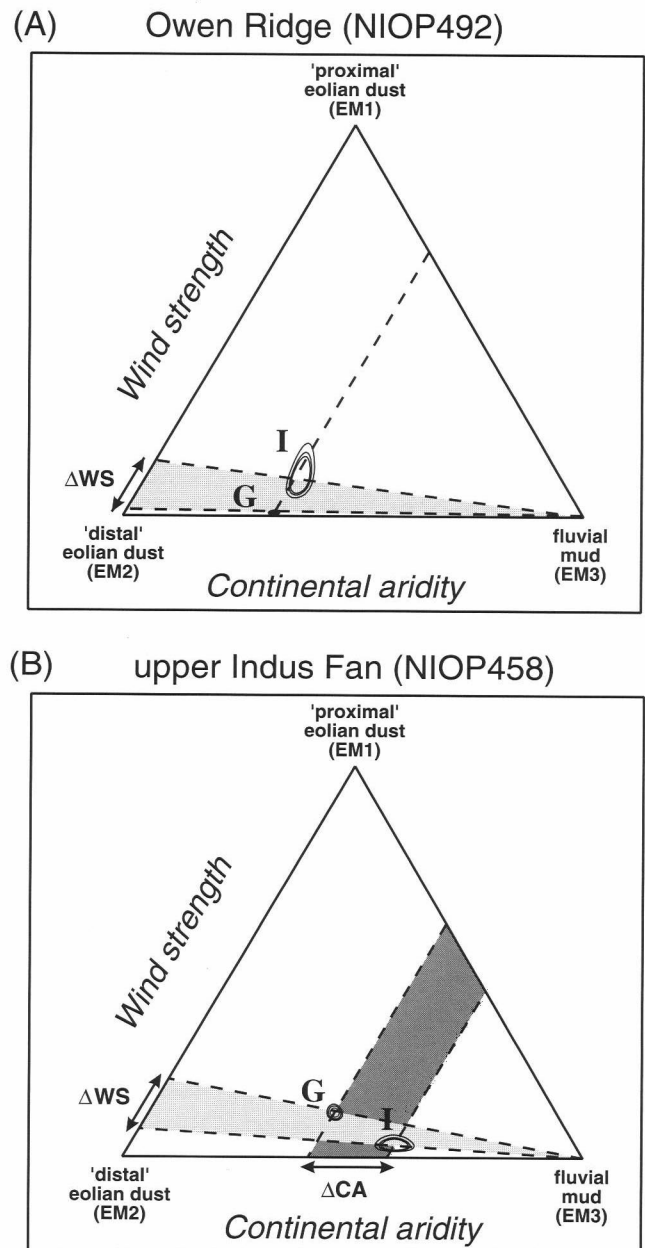 (A) Owen Ridge (NIOP492)
'proximal'
eolian dust
(EM1)
Wind strength
I
ΔWS
G
'distal'
eolian dust
(EM2)
fluvial
mud
(EM3)
Continental aridity
(B) upper Indus Fan (NIOP458)
'proximal'
eolian dust
(EM1)
Wind strength
ΔWS
G
I
'distal'
eolian dust
(EM2)
ΔCA
fluvial
mud
(EM3)
Continental aridity